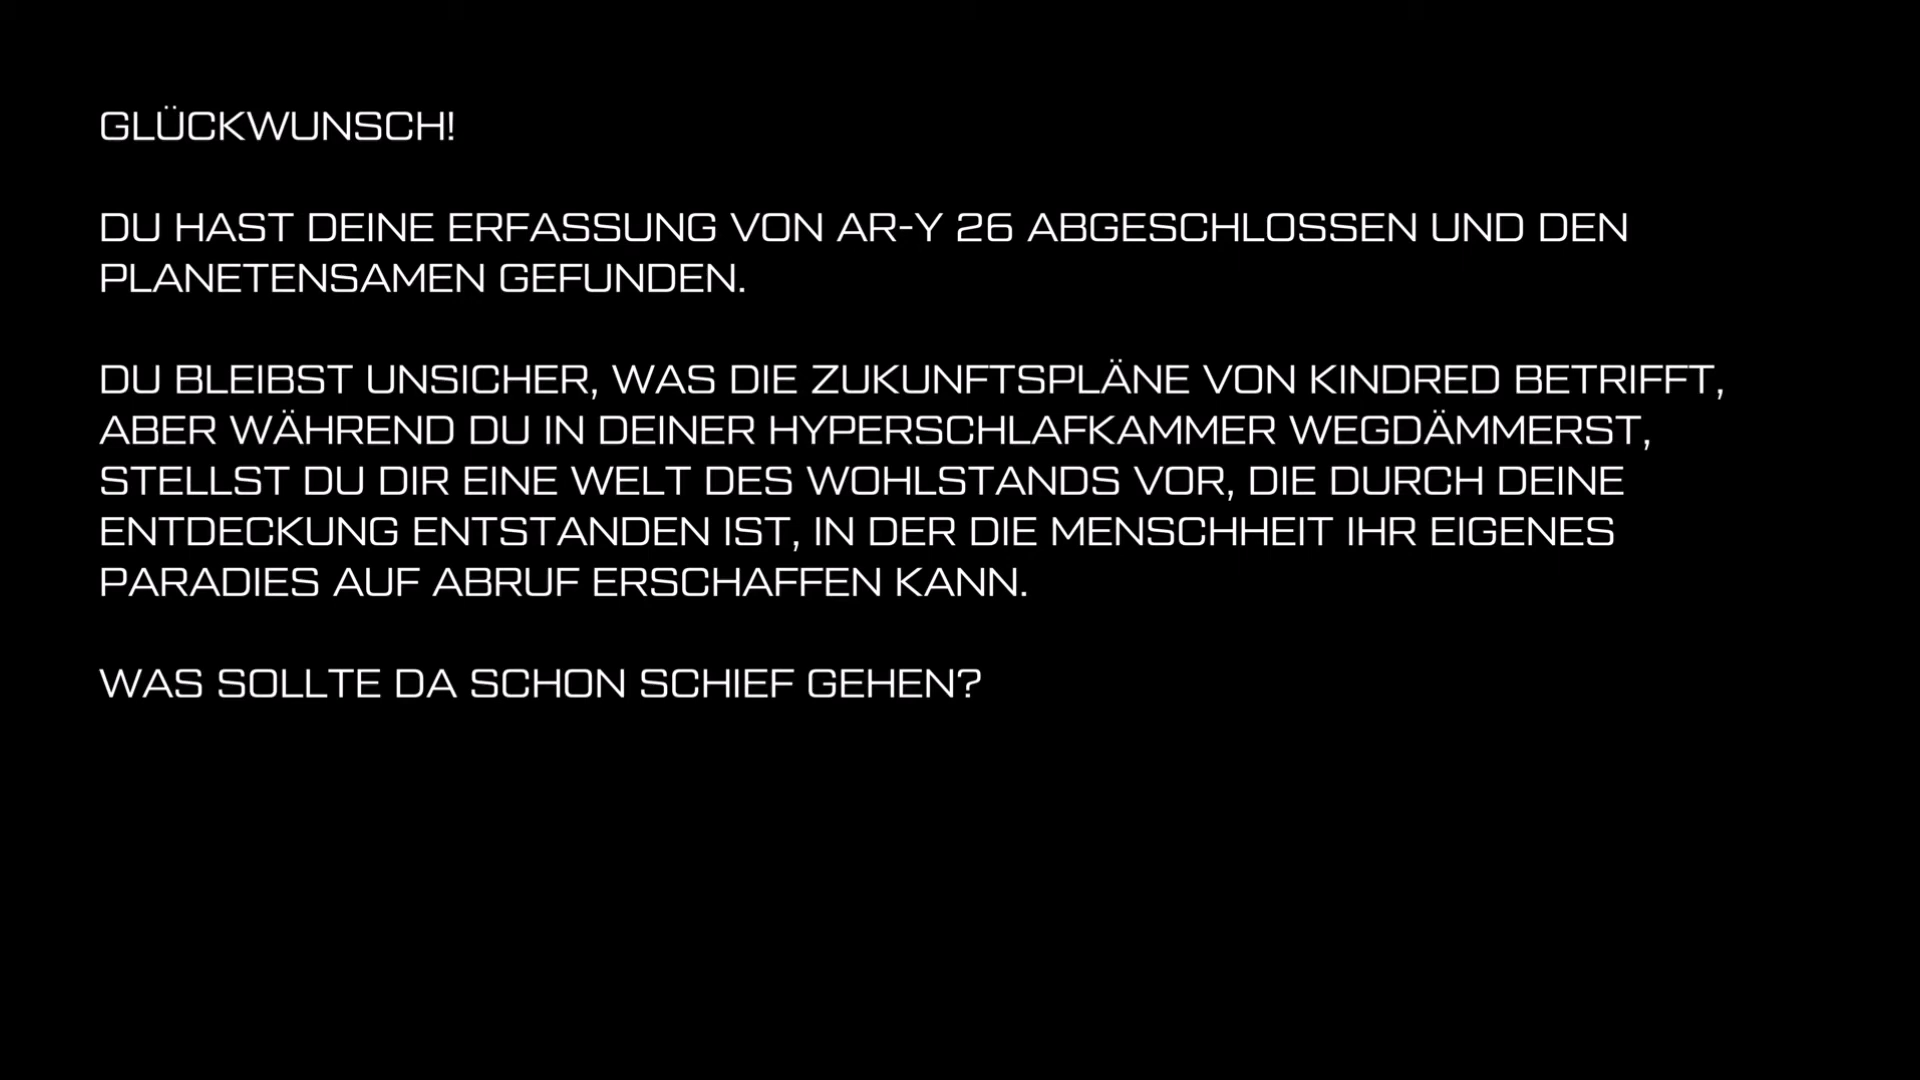 GLÜCKWUNSCH!
DU HAST DEINE ERFASSUNG VON AR-Y 26 ABGESCHLOSSEN UND DEN
PLANETENSAMEN GEFUNDEN.
DU BLEIBST UNSICHER, WAS DIE ZUKUNFTSPLÄNE VON KINDRED BETRIFFT,
ABER WÄHREND DU IN DEINER HYPERSCHLAFKAMMER WEGDÄMMERST,
STELLST DU DIR EINE WELT DES WOHLSTANDS VOR, DIE DURCH DEINE
ENTDECKUNG ENTSTANDEN IST, IN DER DIE MENSCHHEIT IHR EIGENES
PARADIES AUF ABRUF ERSCHAFFEN KANN.
WAS SOLLTE DA SCHON SCHIEF GEHEN?